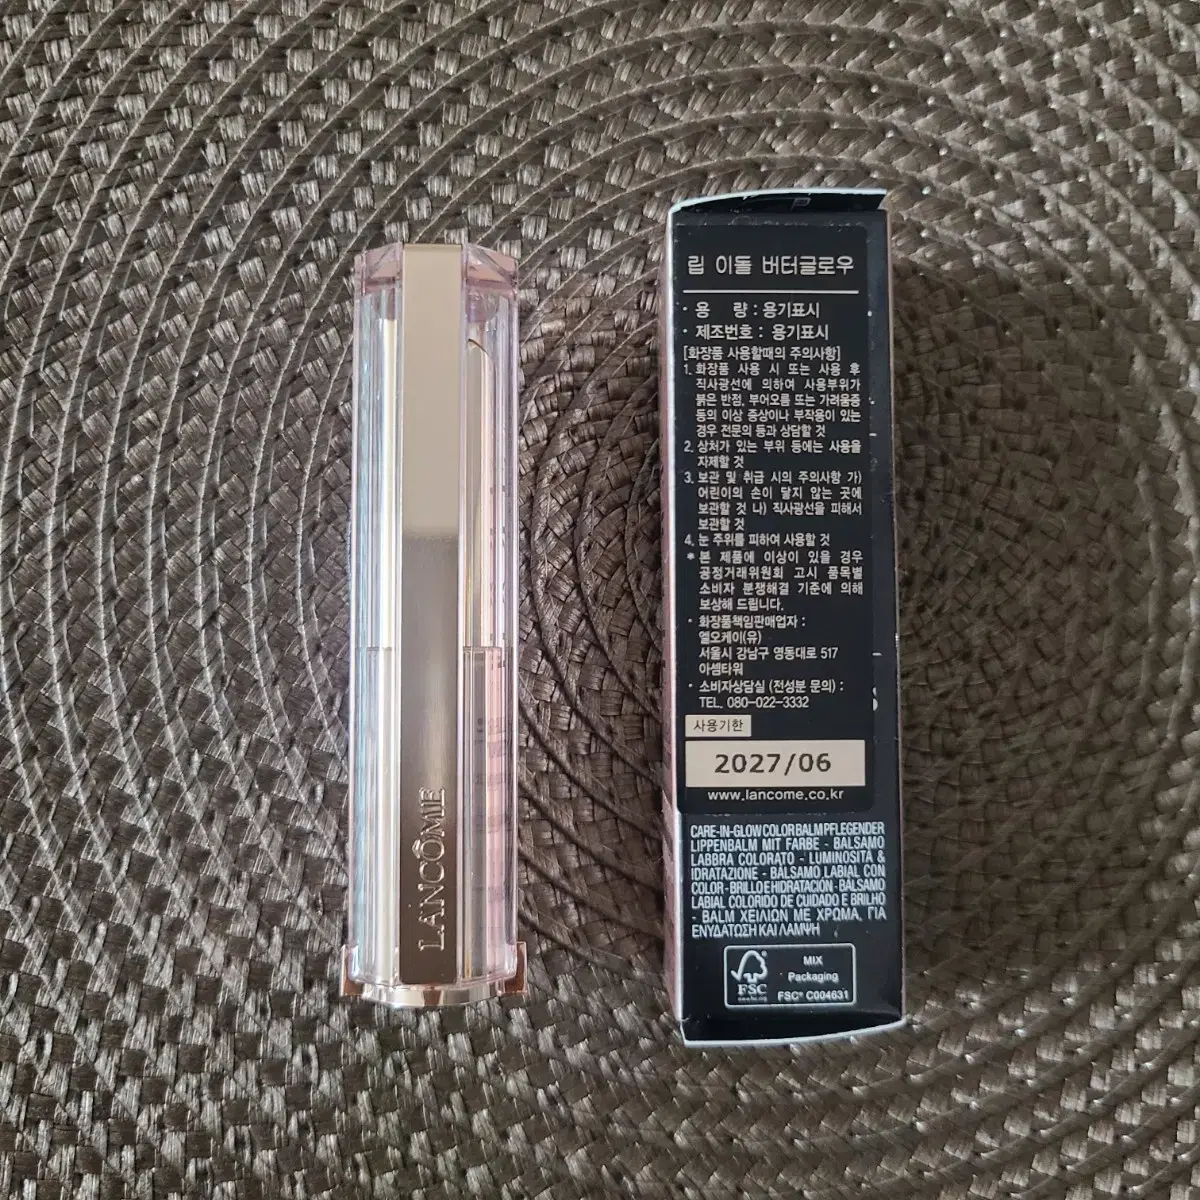 LANCÔME
립 이돌 버터글로우
· 용 량 : 용기표시
· 제조번호 : 용기표시
[화장품 사용할때의 주의사항]
1. 화장품 사용 시 또는 사용 후
직사광선에 의하여 사용부위가
붉은 반점, 부어오름 또는 가려움증
등의 이상 증상이나 부작용이 있는
경우 전문의 등과 상담할 것
2. 상처가 있는 부위 등에는 사용을
자제할 것
3. 보관 및 취급 시의 주의사항 가)
어린이의 손이 닿지 않는 곳에
보관할 것 나) 직사광선을 피해서
보관할 것
4. 눈 주위를 피하여 사용할 것
* 본 제품에 이상이 있을 경우
공정거래위원회 고시 품목별
소비자 분쟁해결 기준에 의해
보상해 드립니다.
· 화장품책임판매업자 :
엘오케이(유)
서울시 강남구 영동대로 517
아셈타워
· 소비자상담실 (전성분 문의) :
TEL. 080-022-3332
사용기한
2027/06
www.lancome.co.kr
CARE-IN-GLOW COLOR BALM PFLEGENDER
LIPPENBALM MIT FARBE - BALSAMO
LABBRA COLORATO - LUMINOSITÀ &
IDRATAZIONE - BÁLSAMO LABIAL CON
COLOR - BRILLO E HIDRATACIÓN - BÁLSAMO
LABIAL COLORIDO DE CUIDADO E BRILHO
- BALM ΧΕΙΛΙΩΝ ΜΕ ΧΡΩΜΑ, ΓΙΑ
ΕΝΥΔΑΤΩΣΗ ΚΑΙ ΛΑΜΨΗ
MIX
Packaging
FSC
www.fsc.org
FSC® C004631